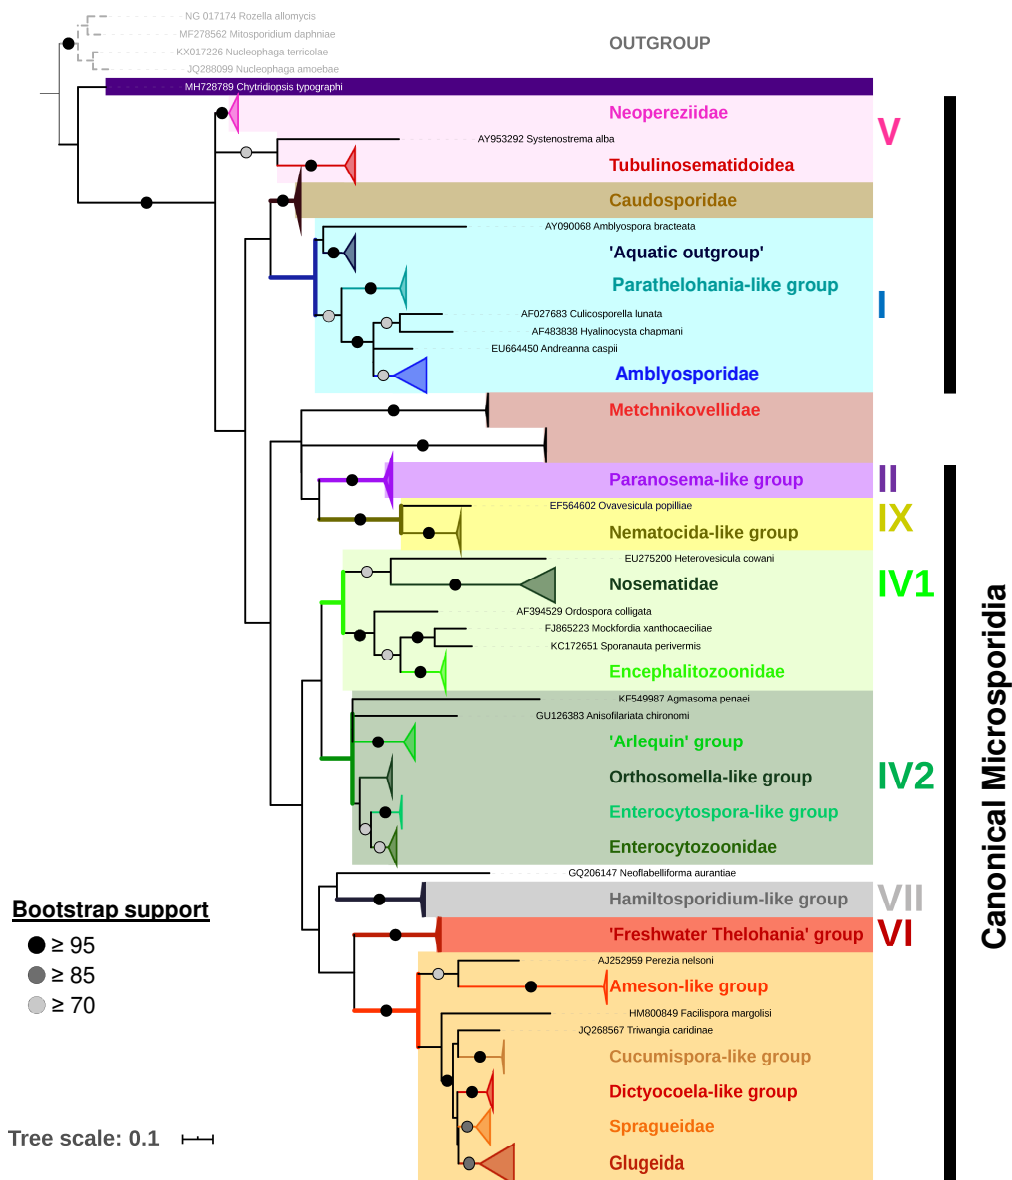 NG 017174 Rozella allomycis
MF278562 Mitosporidium daphniae
OUTGROUP
KX017226 Nucleophaga terricolae
JQ288099 Nucleophaga amoebae
MH728789 Chytridiopsis typographi
Neopereziidae
V
AY953292 Systenostrema alba
Tubulinosematidoidea
Caudosporidae
AY090068 Amblyospora bracteata
'Aquatic outgroup'
Parathelohania-like group
I
AF027683 Culicosporella lunata
AF483838 Hyalinocysta chapmani
EU664450 Andreanna caspii
Amblyosporidae
Metchnikovellidae
Paranosema-like group
II
EF564602 Ovavesicula popilliae
IX
Nematocida-like group
EU275200 Heterovesicula cowani
Nosematidae
IV1
AF394529 Ordospora colligata
FJ865223 Mockfordia xanthocaeciliae
KC172651 Sporanauta perivermis
Encephalitozoonidae
KF549987 Agmasoma penaei
GU126383 Anisofilariata chironomi
'Arlequin' group
Orthosomella-like group
IV2
Enterocytospora-like group
Enterocytozoonidae
Canonical Microsporidia
GQ206147 Neoflabelliforma aurantiae
Hamiltosporidium-like group
VII
'Freshwater Thelohania' group
VI
AJ252959 Perezia nelsoni
Ameson-like group
HM800849 Facilispora margolisi
JQ268567 Triwangia caridinae
Cucumispora-like group
Dictyocoela-like group
Spragueidae
Glugeida
Bootstrap support
≥ 95
≥ 85
≥ 70
Tree scale: 0.1